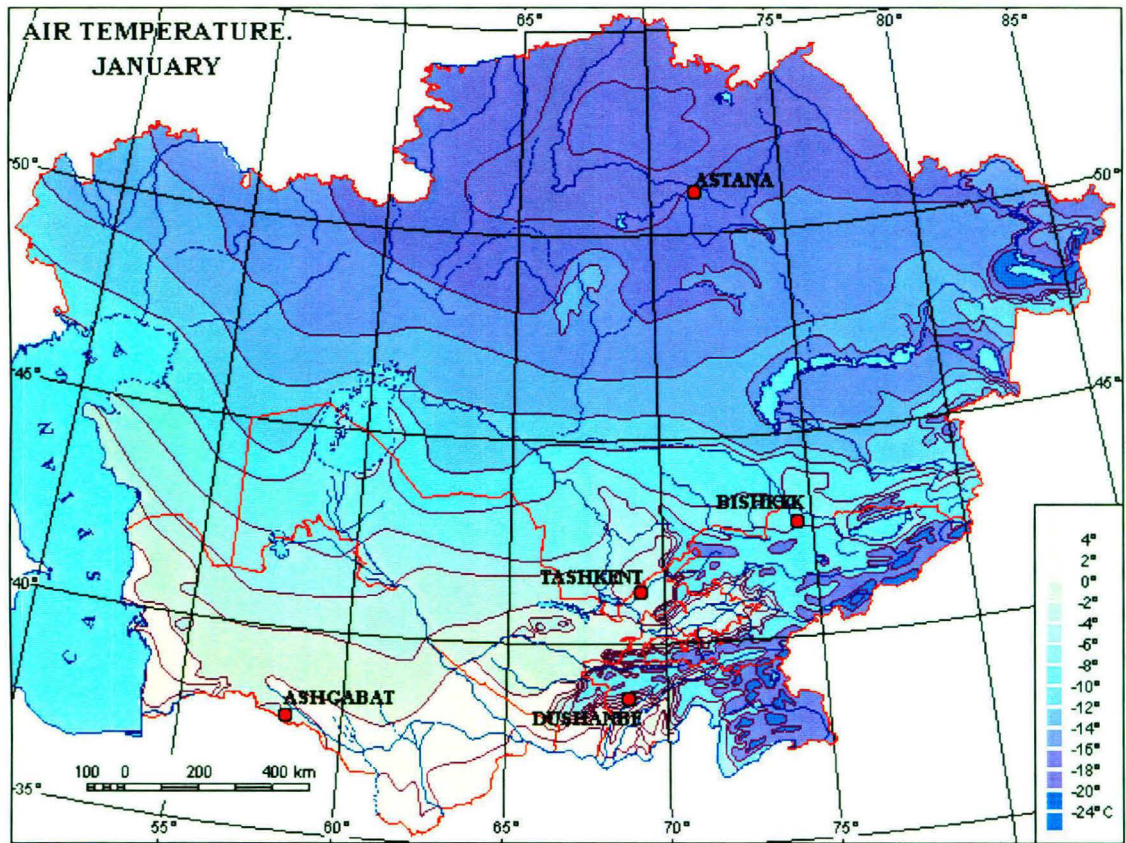 AIR TEMPERATURE.
JANUARY
65°
75°
80°
85°
50°
50°
ASTANA
45°
45°
CASPIAN SEA
BISHKEK
TASHKENT
40°
40°
ASHGABAT
DUSHANBE
100 0 200 400 km
35°
55°
60°
65°
70°
75°
4°
2°
0°
-2°
-4°
-6°
-8°
-10°
-12°
-14°
-16°
-18°
-20°
-24°C